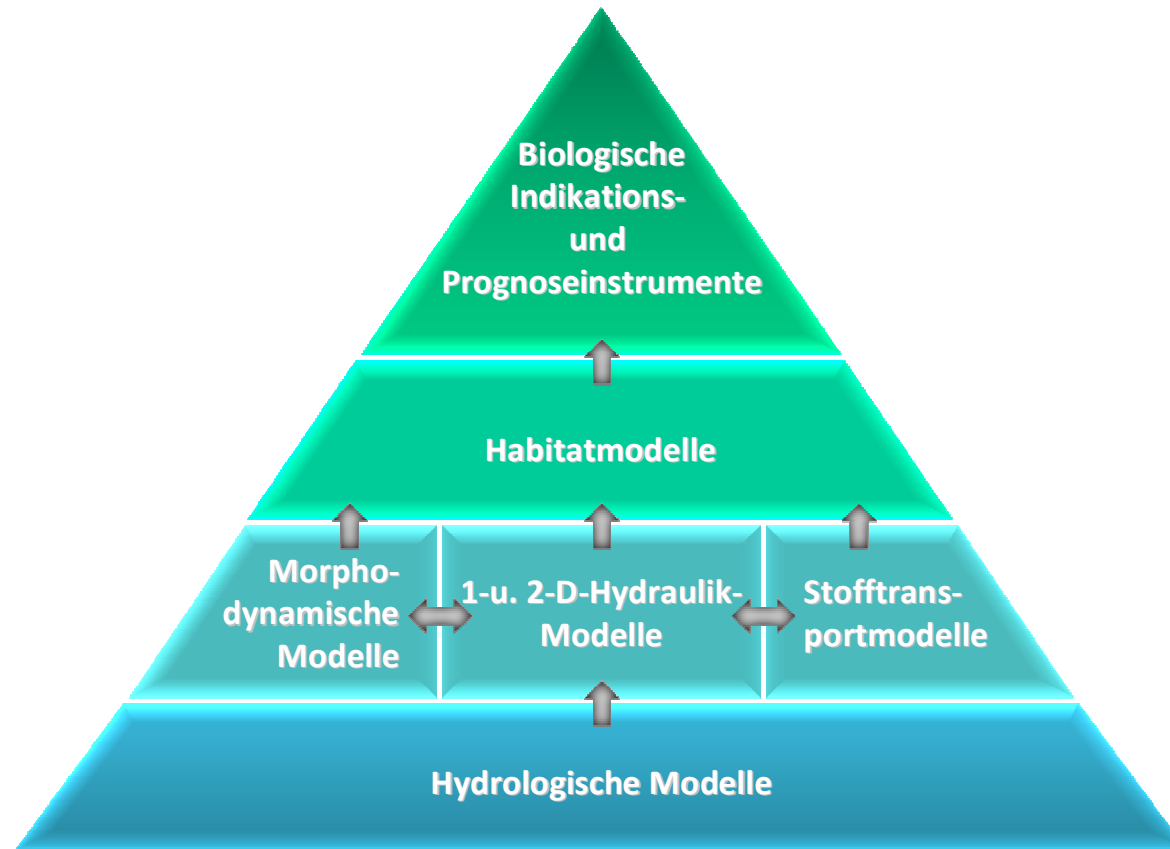 Biologische
Indikations-
und
Prognoseinstrumente
Habitatmodelle
Morpho-
dynamische
Modelle
1-u. 2-D-Hydraulik-
Modelle
Stofftrans-
portmodelle
Hydrologische Modelle